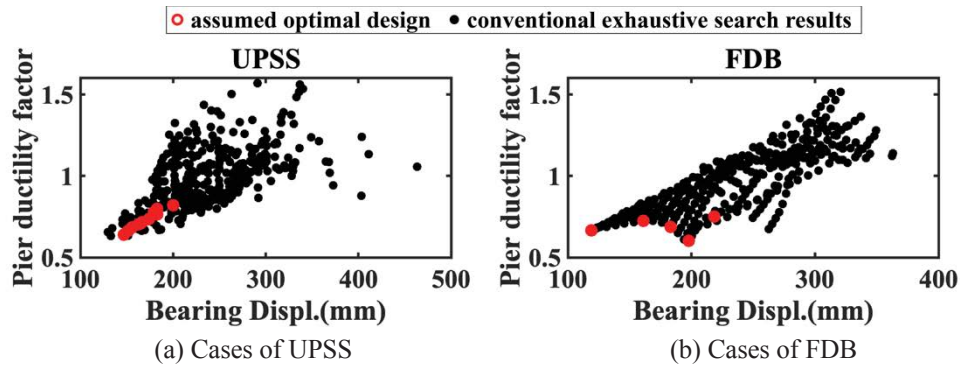 assumed optimal design conventional exhaustive search results
UPSS FDB
Pier ductility factor
1.5
1
0.5
100 200 300 400 500
Bearing Displ.(mm)
Pier ductility factor
1.5
1
0.5
100 200 300 400
Bearing Displ.(mm)
(a) Cases of UPSS (b) Cases of FDB